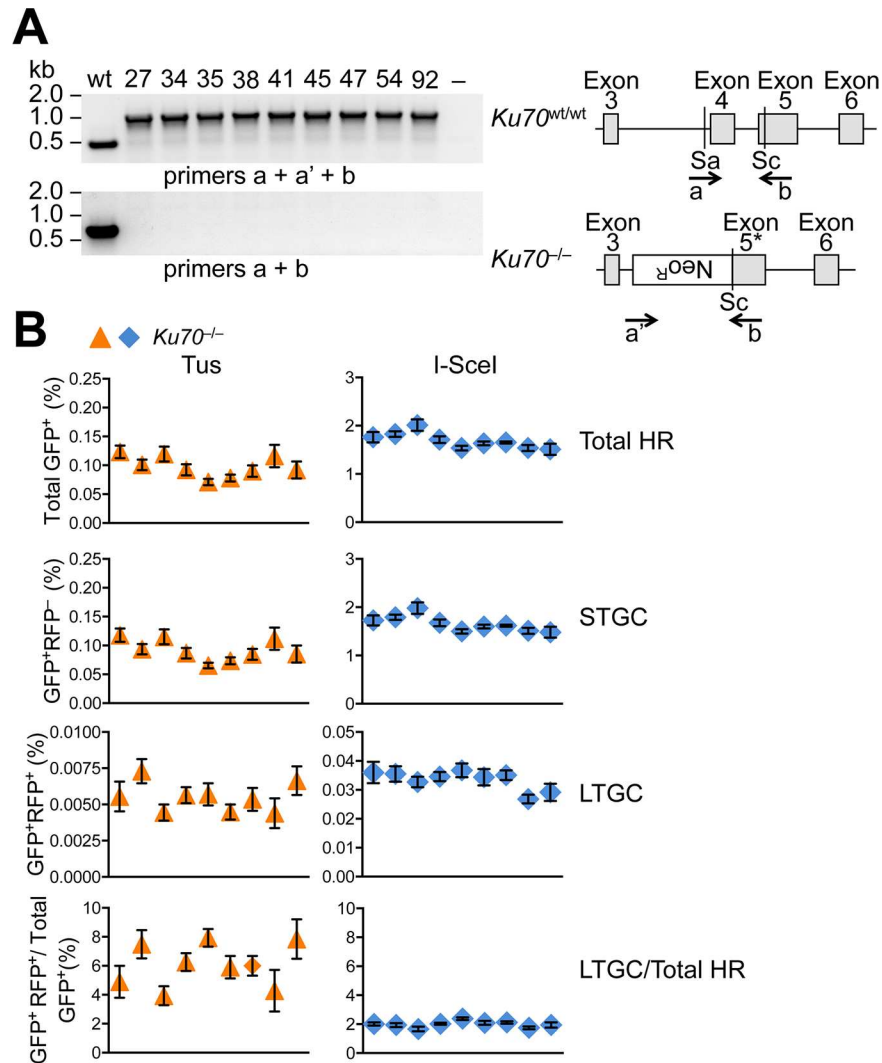 A
kb wt 27 34 35 38 41 45 47 54 92 –
2.0
1.0
0.5
primers a + a' + b
2.0
1.0
0.5
primers a + b
Ku70wt/wt
Exon 3
Exon 4
Exon 5
Exon 6
Sa
Sc
a
b
Ku70–/–
Exon 3
Exon 5*
Exon 6
NeoR
Sc
a'
b
B
Ku70–/–
Tus
I-SceI
Total GFP+ (%)
0.25
0.20
0.15
0.10
0.05
0.00
3
2
1
0
Total HR
GFP+RFP– (%)
0.25
0.20
0.15
0.10
0.05
0.00
3
2
1
0
STGC
GFP+RFP+ (%)
0.0100
0.0075
0.0050
0.0025
0.0000
0.05
0.04
0.03
0.02
0.01
0.00
LTGC
GFP+ RFP+/ Total
GFP+(%)
10
8
6
4
2
0
10
8
6
4
2
0
LTGC/Total HR